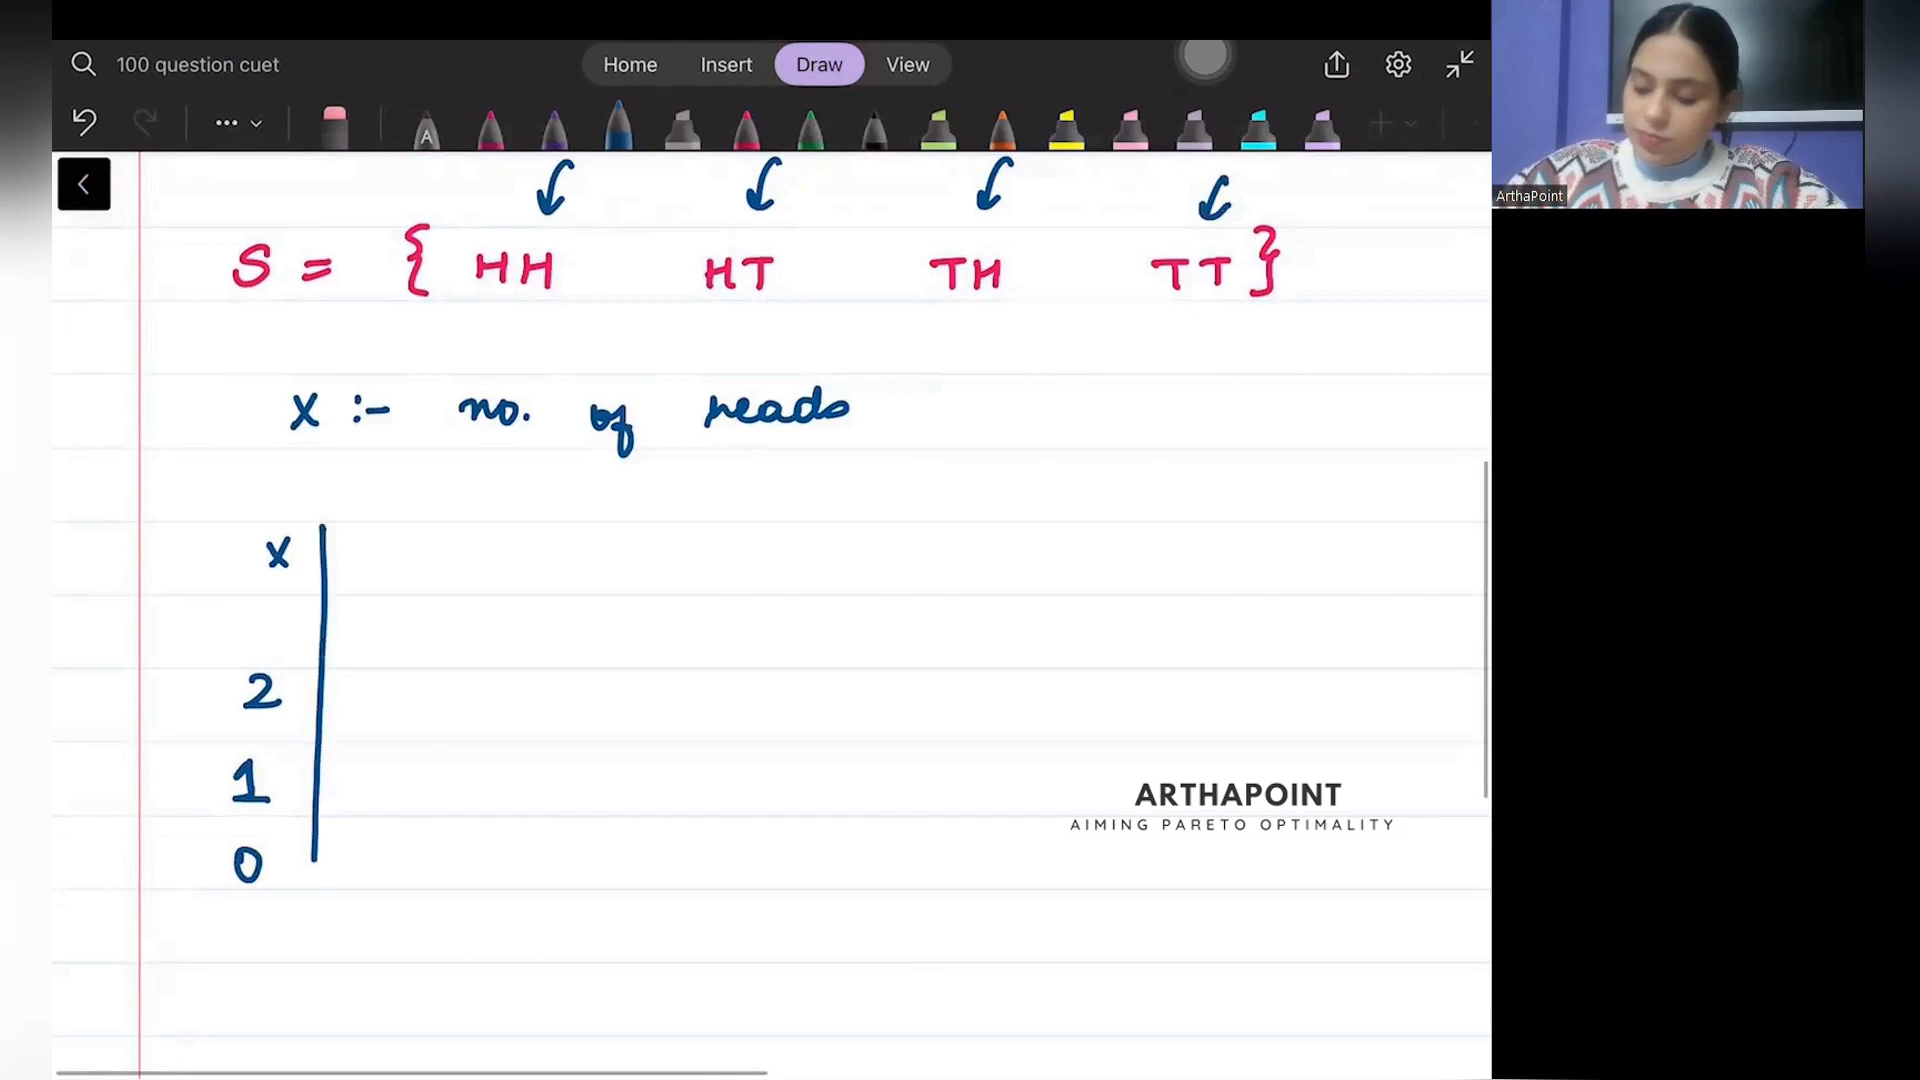 100 question cuet
Home Insert Draw View
A
S = { HH HT TH TT }
ArthaPoint
X :- no. of heads
X
2
1
0
ARTHAPOINT
AIMING PARETO OPTIMALITY